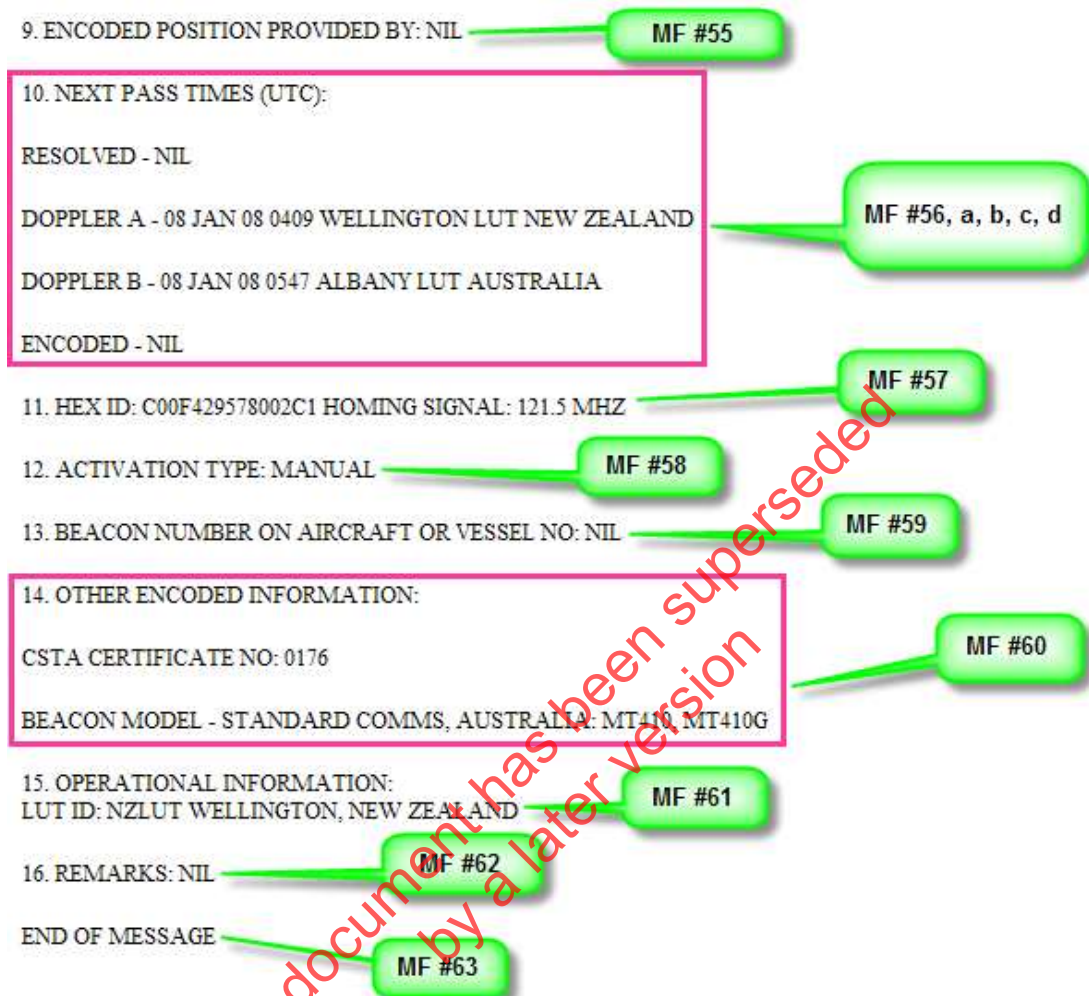 9. ENCODED POSITION PROVIDED BY: NIL
MF #55
10. NEXT PASS TIMES (UTC):
RESOLVED - NIL
DOPPLER A - 08 JAN 08 0409 WELLINGTON LUT NEW ZEALAND
DOPPLER B - 08 JAN 08 0547 ALBANY LUT AUSTRALIA
ENCODED - NIL
MF #56, a, b, c, d
11. HEX ID: C00F429578002C1 HOMING SIGNAL: 121.5 MHZ
MF #57
12. ACTIVATION TYPE: MANUAL
MF #58
13. BEACON NUMBER ON AIRCRAFT OR VESSEL NO: NIL
MF #59
14. OTHER ENCODED INFORMATION:
CSTA CERTIFICATE NO: 0176
BEACON MODEL - STANDARD COMMS, AUSTRALIA: MT410, MT410G
MF #60
15. OPERATIONAL INFORMATION:
LUT ID: NZLUT WELLINGTON, NEW ZEALAND
MF #61
16. REMARKS: NIL
MF #62
END OF MESSAGE
MF #63
document has been superseded
by a later version